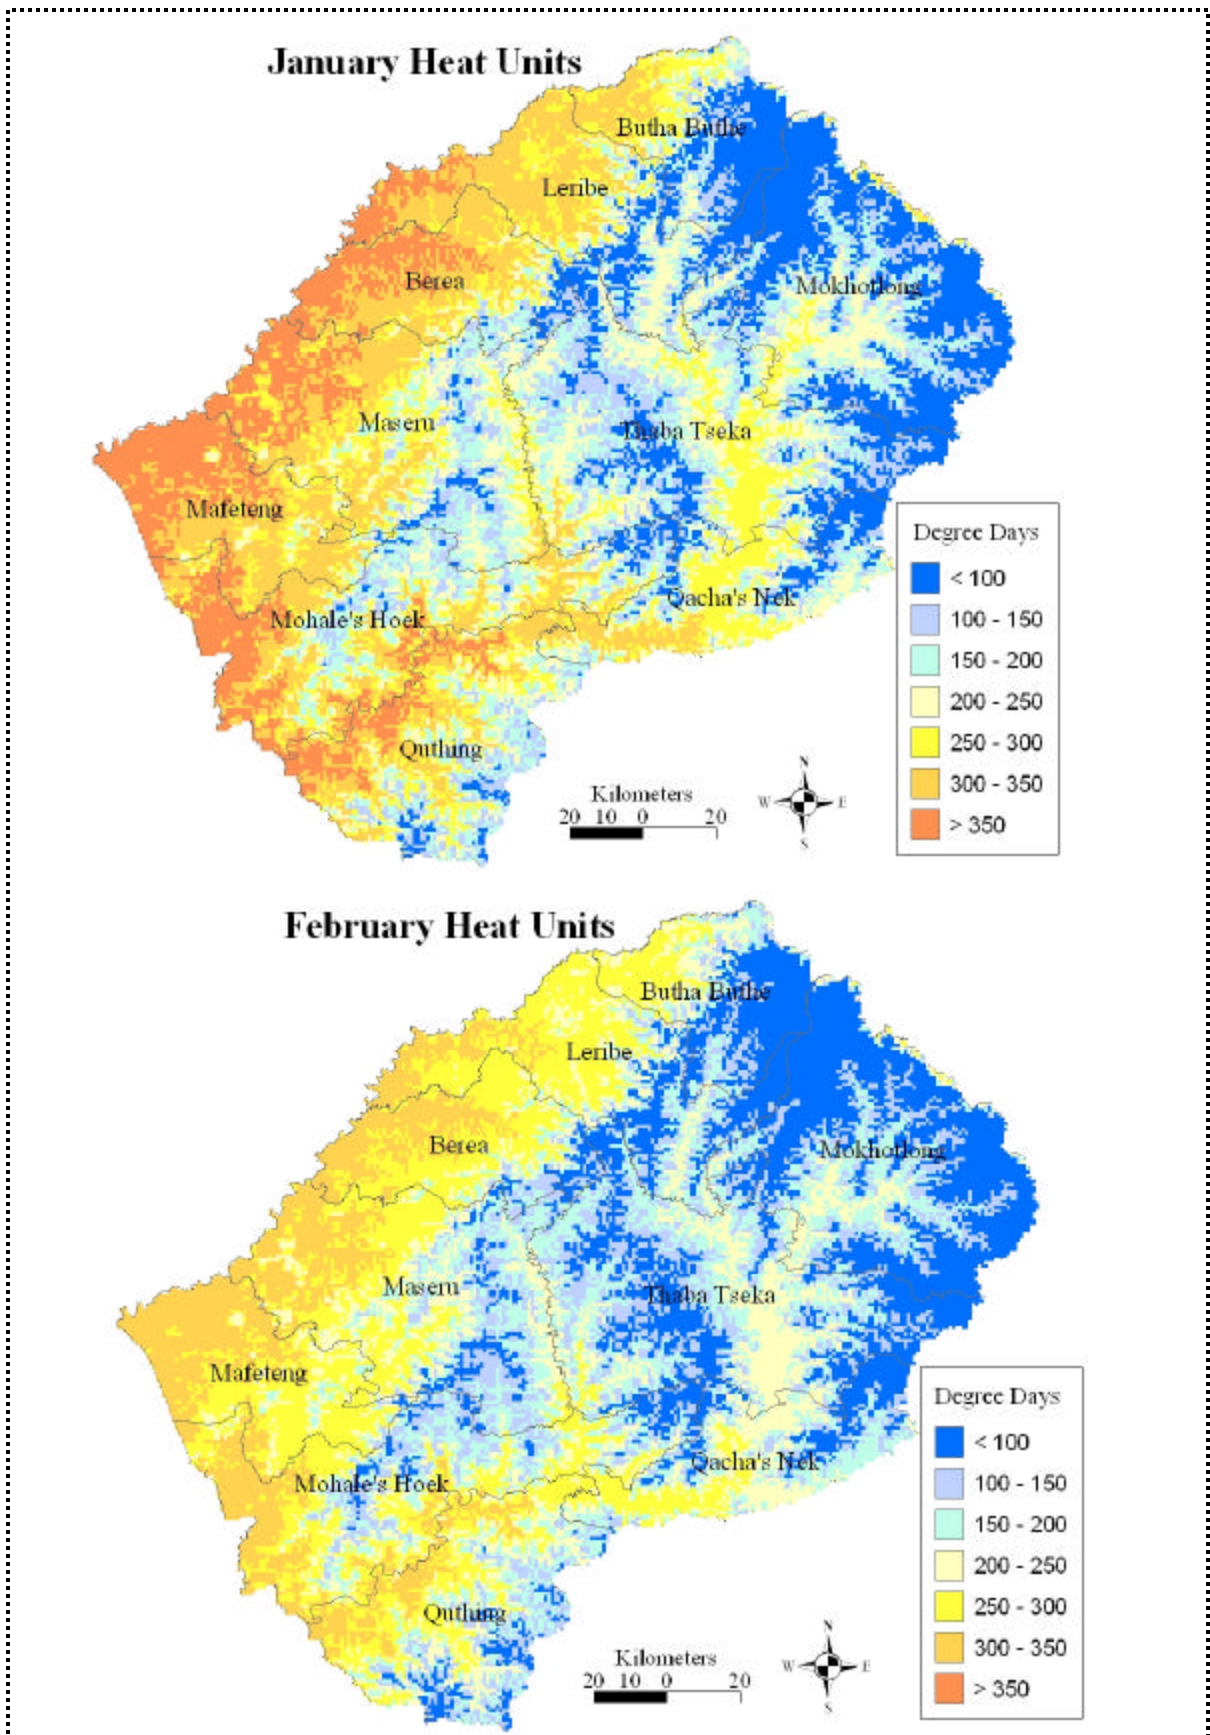 January Heat Units
Butha Buthe
Leribe
Berea
Mokhotlong
Maseru
Thaba Tseka
Mafeteng
Qacha's Nek
Mohale's Hoek
Quthing
Degree Days
< 100
100 - 150
150 - 200
200 - 250
250 - 300
300 - 350
> 350
Kilometers
20 10 0 20
N
W E
S
February Heat Units
Butha Buthe
Leribe
Berea
Mokhotlong
Maseru
Thaba Tseka
Mafeteng
Qacha's Nek
Mohale's Hoek
Quthing
Degree Days
< 100
100 - 150
150 - 200
200 - 250
250 - 300
300 - 350
> 350
Kilometers
20 10 0 20
N
W E
S